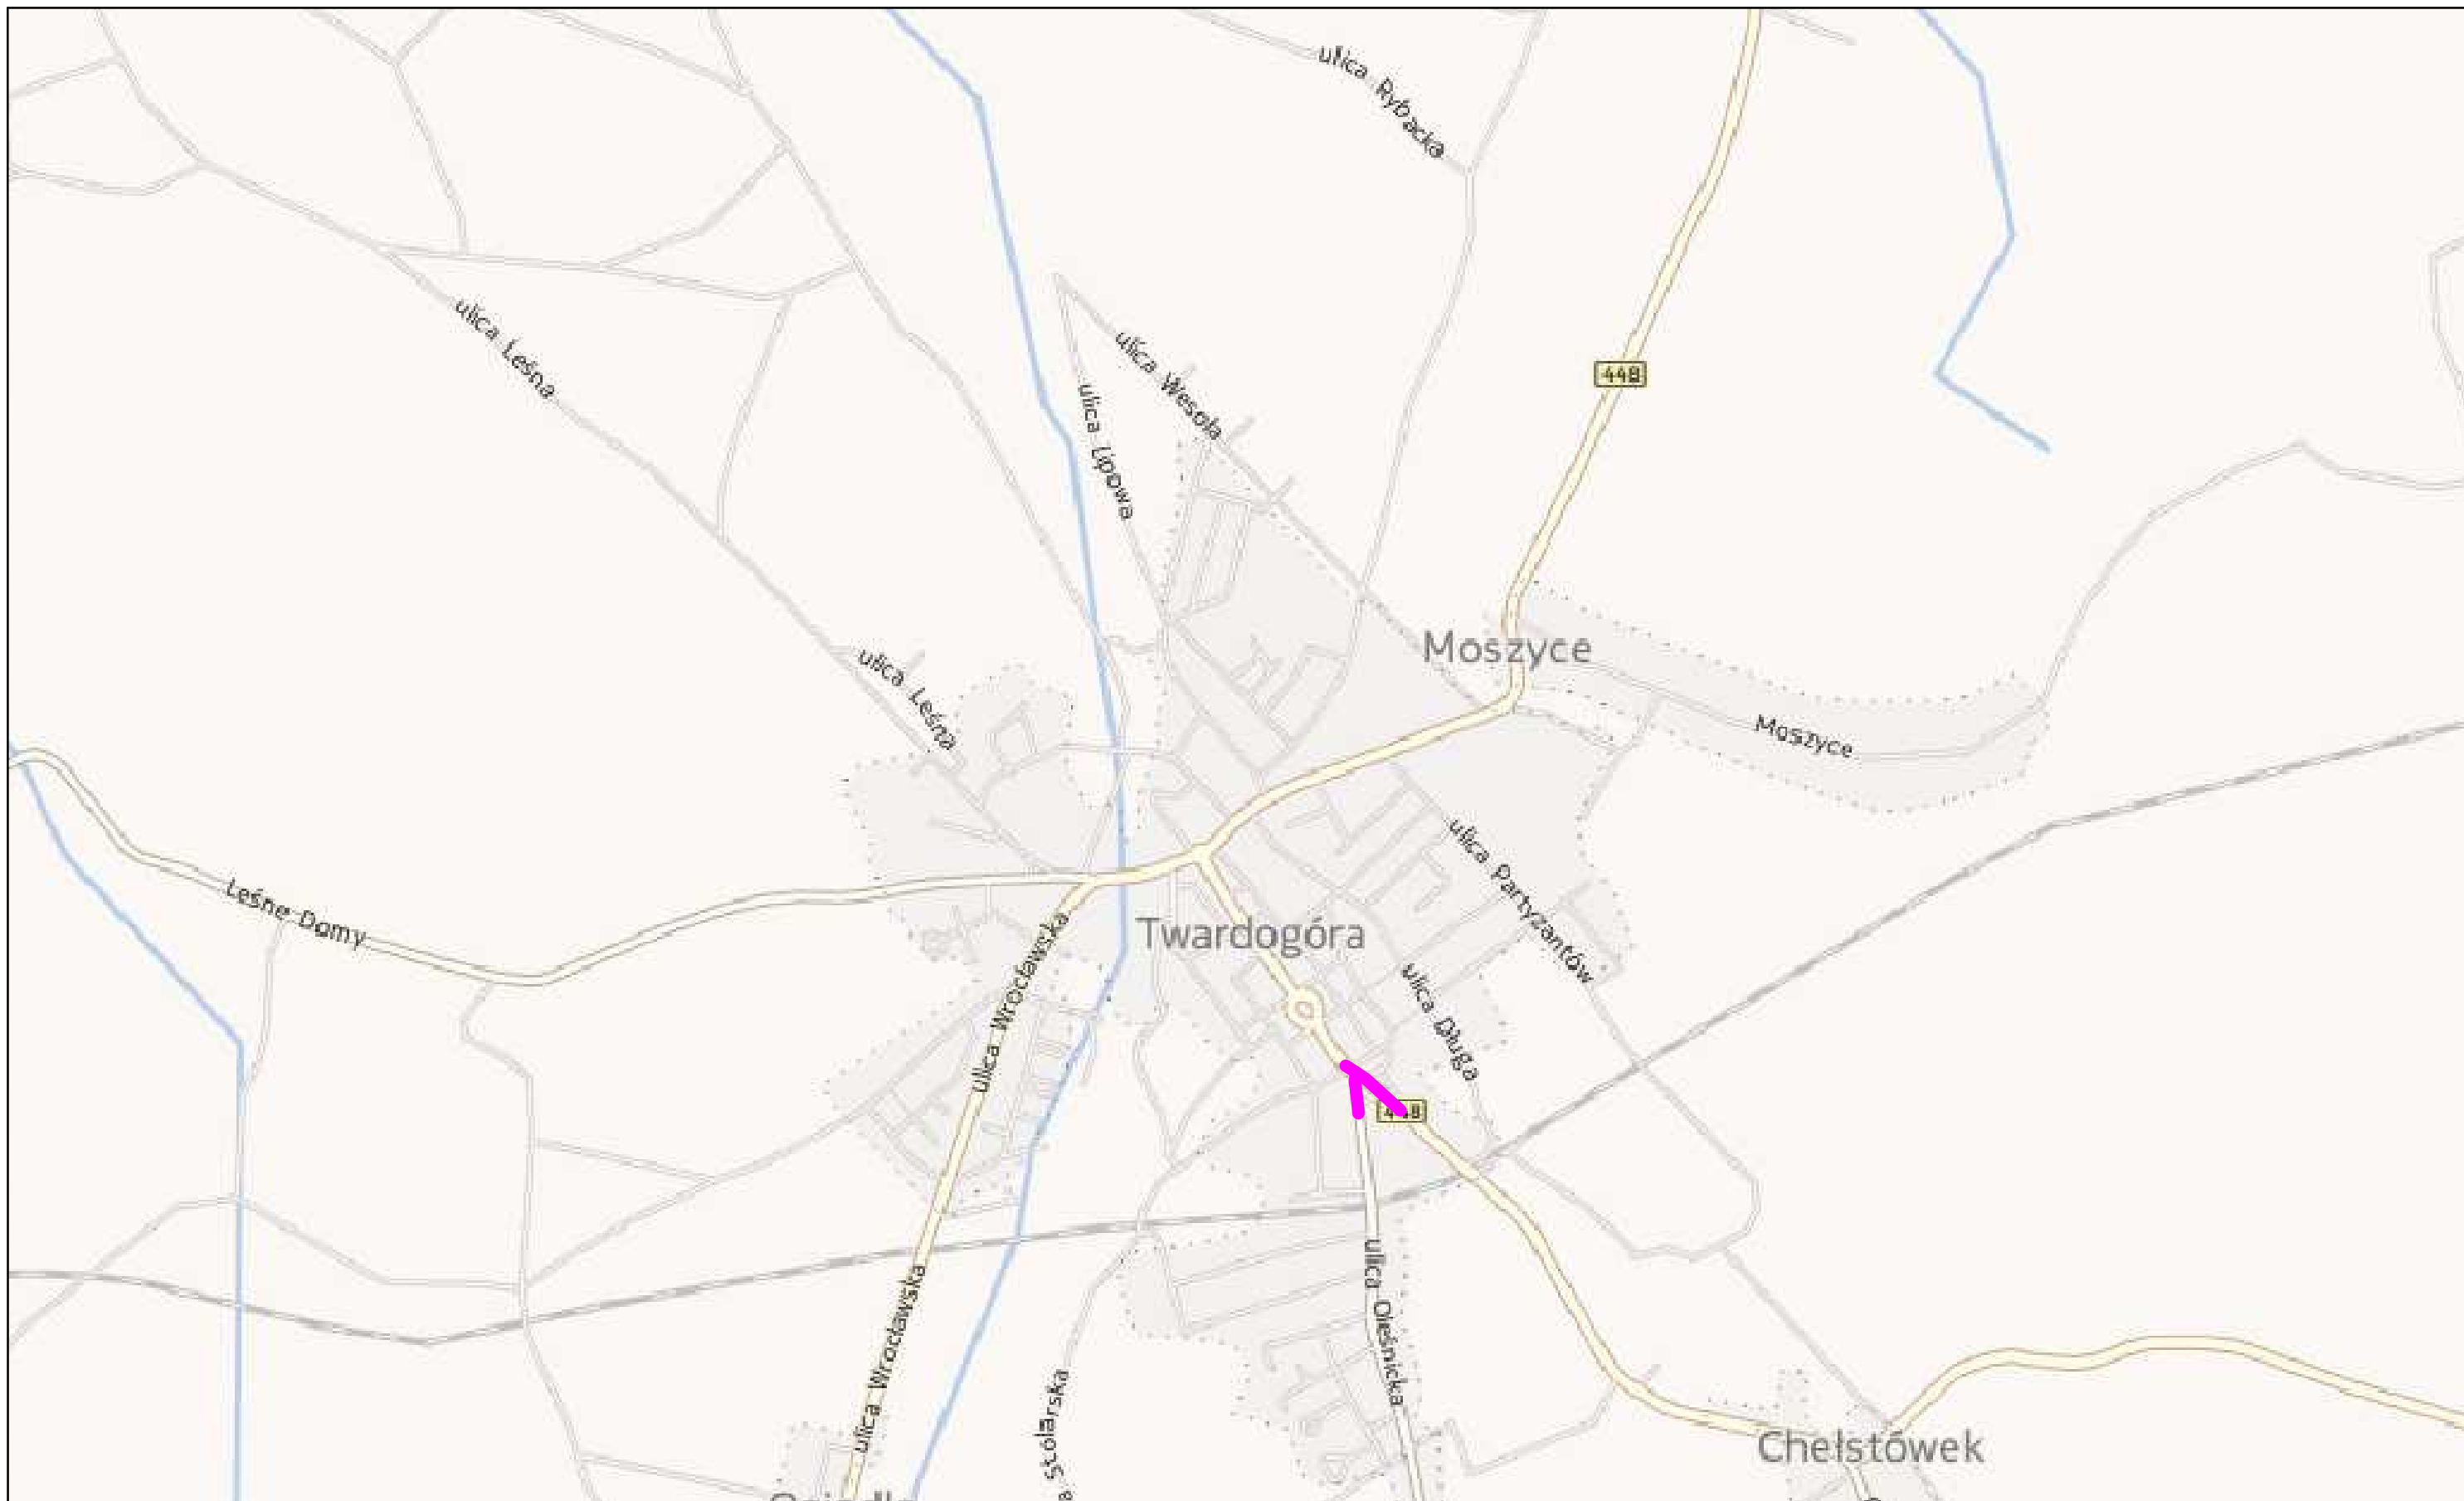 ulica Rybacka
ulica Leśna
ulica Wesoła
448
ulica Lipowa
Moszyce
ulica Leśna
Moszyce
ulica Partyzantów
Leśne Domy
Twardogóra
ulica Wrocławska
ulica Długa
448
ulica Oleśnicka
ulica Wrocławska
Stolarska
Chełstówek